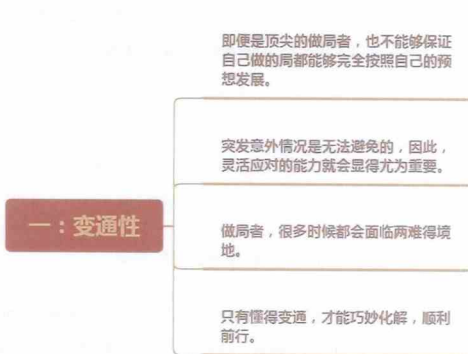 即便是顶尖的做局者，也不能够保证
自己做的局都能够完全按照自己的预
想发展。
突发意外情况是无法避免的，因此，
灵活应对的能力就会显得尤为重要。
一：变通性
做局者，很多时候都会面临两难得境
地。
只有懂得变通，才能巧妙化解，顺利
前行。